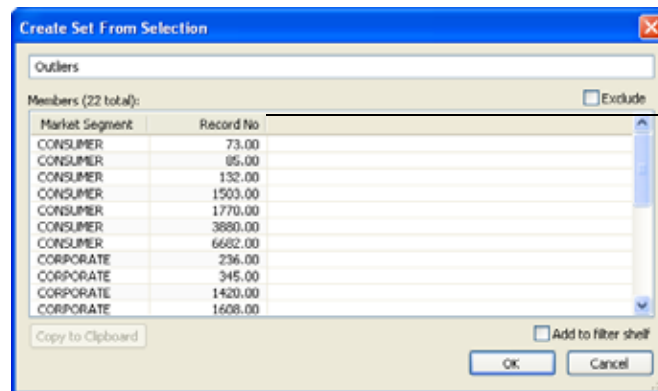 Create Set From Selection
Outliers
Members (22 total):
Exclude
Market Segment Record No
CONSUMER 73.00
CONSUMER 85.00
CONSUMER 132.00
CONSUMER 1503.00
CONSUMER 1770.00
CONSUMER 3880.00
CONSUMER 6682.00
CORPORATE 236.00
CORPORATE 345.00
CORPORATE 1420.00
CORPORATE 1608.00
Copy to Clipboard
Add to filter shelf
OK
Cancel